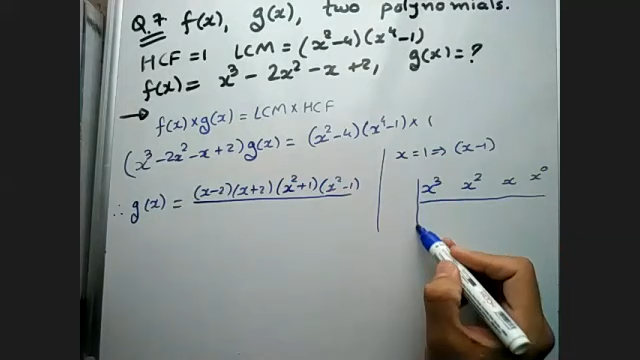 Q.7 f(x), g(x), two polynomials.
HCF=1 LCM = (x²-4)(x⁴-1)
f(x)= x³-2x²-x+2, g(x)=?
→ f(x)×g(x) = LCM×HCF
(x³-2x²-x+2)g(x) = (x²-4)(x⁴-1)×1
∴ g(x) = (x-2)(x+2)(x²+1)(x²-1)
x=1⇒(x-1)
x³ x² x x⁰